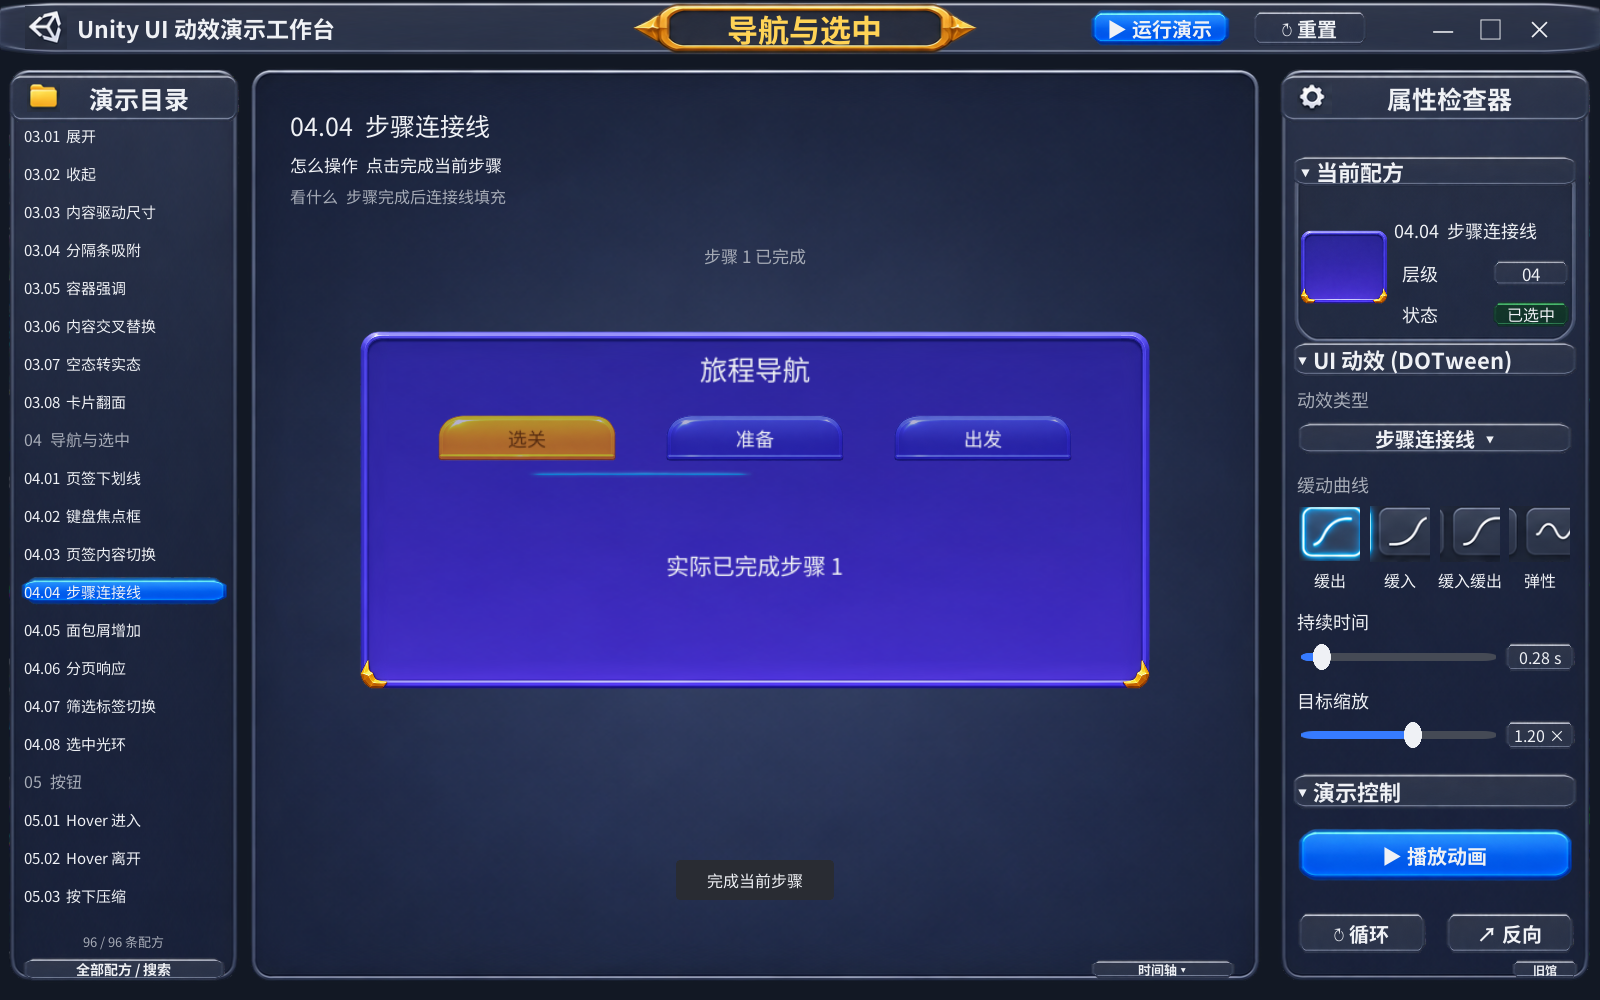 Unity UI 动效演示工作台
导航与选中
▶ 运行演示
重置
演示目录
03.01 展开
03.02 收起
03.03 内容驱动尺寸
03.04 分隔条吸附
03.05 容器强调
03.06 内容交叉替换
03.07 空态转实态
03.08 卡片翻面
04 导航与选中
04.01 页签下划线
04.02 键盘焦点框
04.03 页签内容切换
04.04 步骤连接线
04.05 面包屑增加
04.06 分页响应
04.07 筛选标签切换
04.08 选中光环
05 按钮
05.01 Hover 进入
05.02 Hover 离开
05.03 按下压缩
96 / 96 条配方
全部配方 / 搜索
04.04 步骤连接线
怎么操作 点击完成当前步骤
看什么 步骤完成后连接线填充
步骤 1 已完成
旅程导航
选关
准备
出发
实际已完成步骤 1
完成当前步骤
时间轴 ▾
属性检查器
▾ 当前配方
04.04 步骤连接线
层级 04
状态 已选中
▾ UI 动效 (DOTween)
动效类型
步骤连接线 ▾
缓动曲线
缓出 缓入 缓入缓出 弹性
持续时间
0.28 s
目标缩放
1.20 ×
▾ 演示控制
▶ 播放动画
循环
↗ 反向
旧馆